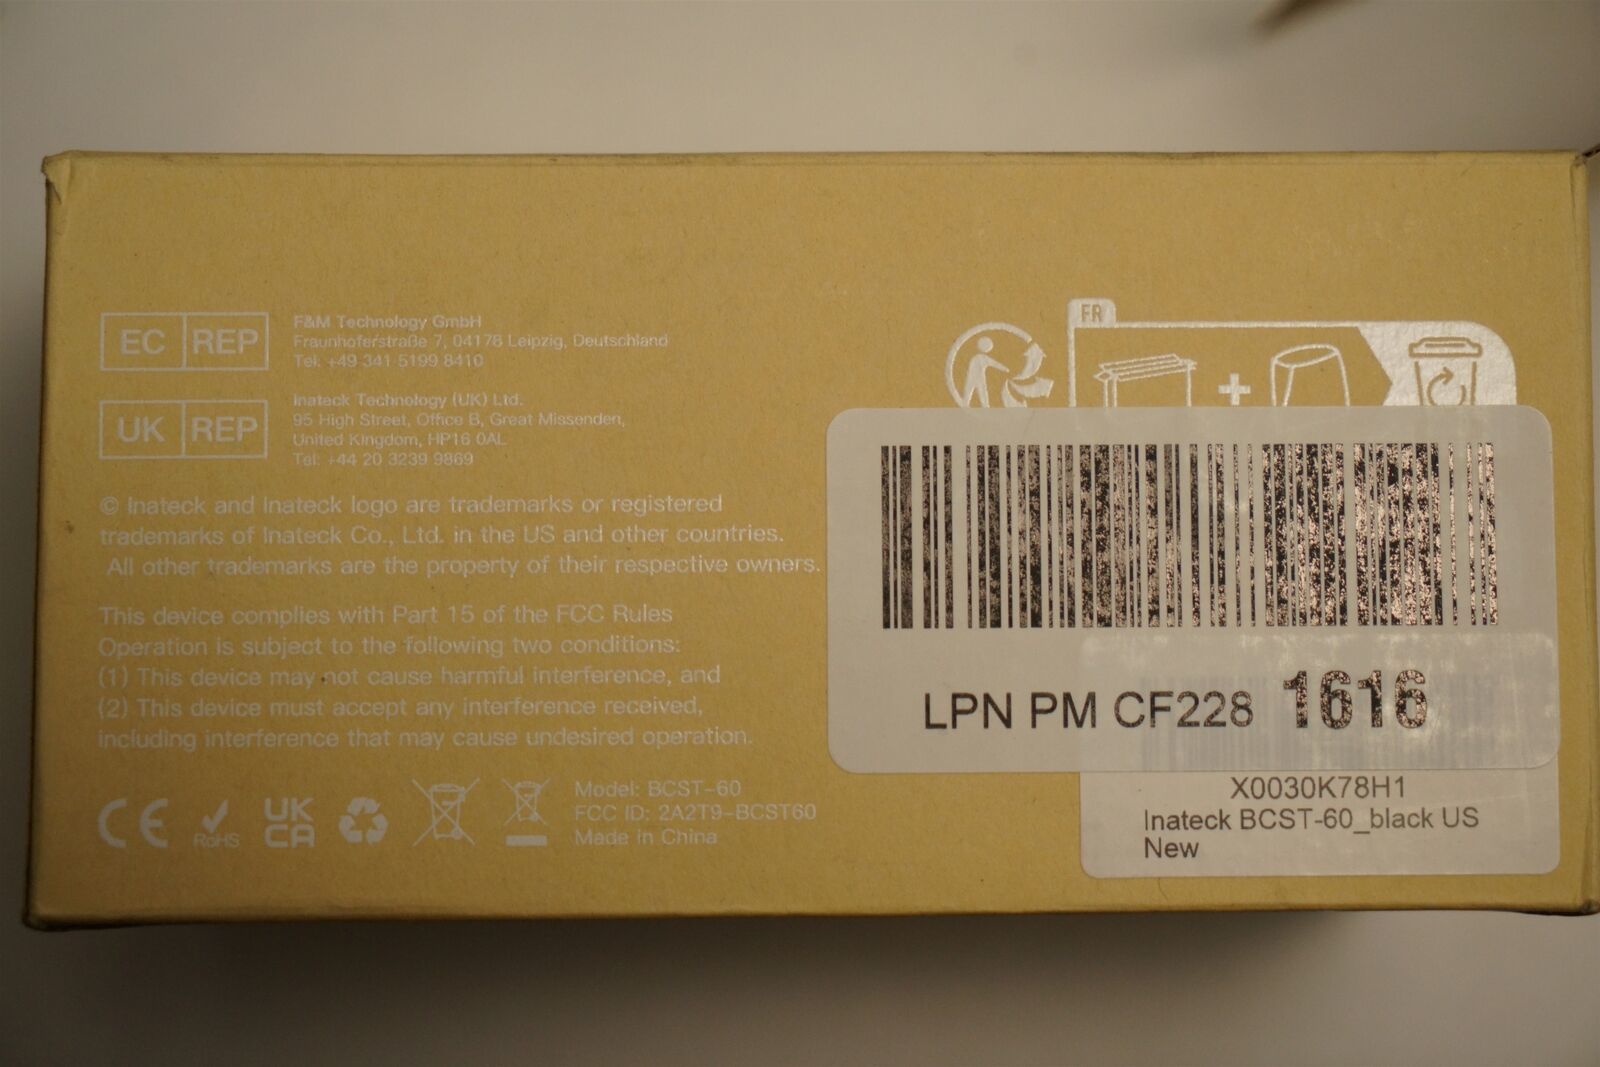 EC REP
F&M Technology GmbH
Fraunhoferstraße 7, 04178 Leipzig, Deutschland
Tel: +49 341 5199 8410
UK REP
Inateck Technology (UK) Ltd.
95 High Street, Office B, Great Missenden,
United Kingdom, HP16 0AL
Tel: +44 20 3239 9869
© Inateck and Inateck logo are trademarks or registered
trademarks of Inateck Co., Ltd. in the US and other countries.
All other trademarks are the property of their respective owners.
This device complies with Part 15 of the FCC Rules
Operation is subject to the following two conditions:
(1) This device may not cause harmful interference, and
(2) This device must accept any interference received,
including interference that may cause undesired operation.
CE
RoHS
UK
CA
Model: BCST-60
FCC ID: 2A2T9-BCST60
Made in China
FR
+
LPN PM CF228 1616
X0030K78H1
Inateck BCST-60_black US
New